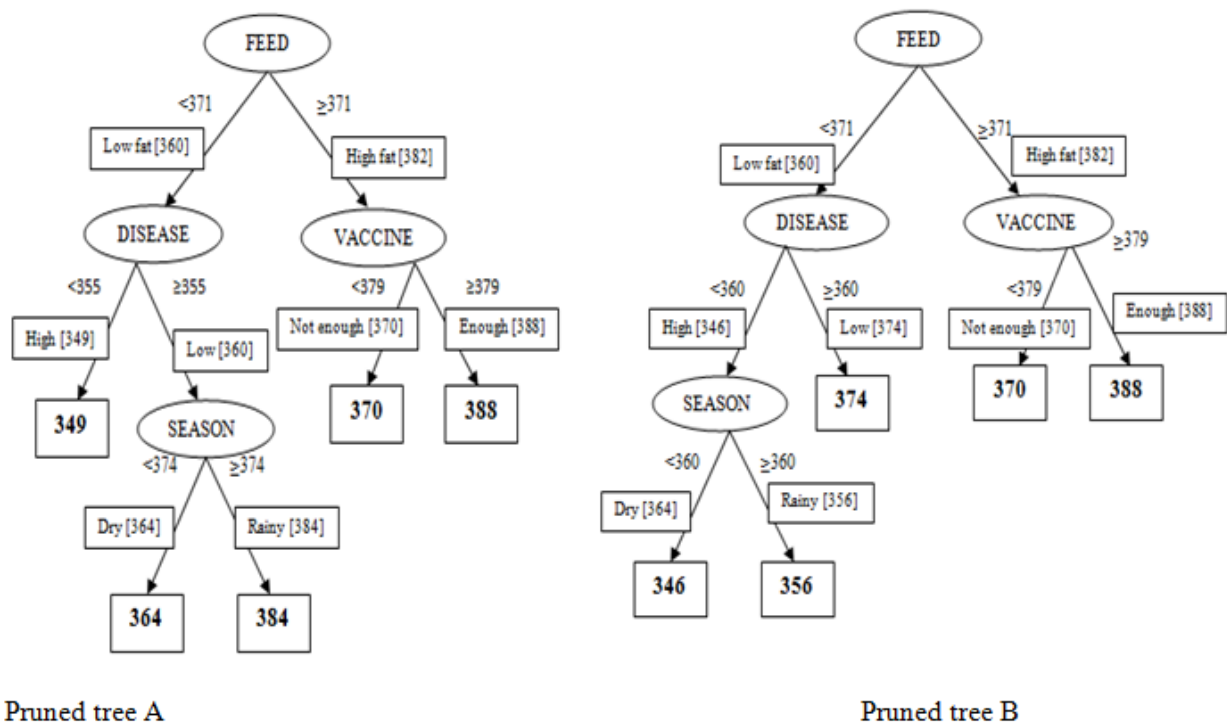 FEED
<371
≥371
Low fat [360]
High fat [382]
DISEASE
VACCINE
<355
≥355
<379
≥379
High [349]
Low [360]
Not enough [370]
Enough [388]
349
370
388
SEASON
<374
≥374
Dry [364]
Rainy [384]
364
384
Pruned tree A
FEED
<371
≥371
Low fat [360]
High fat [382]
DISEASE
VACCINE
<360
≥360
<379
≥379
High [346]
Low [374]
Not enough [370]
Enough [388]
374
370
388
SEASON
<360
≥360
Dry [364]
Rainy [356]
346
356
Pruned tree B